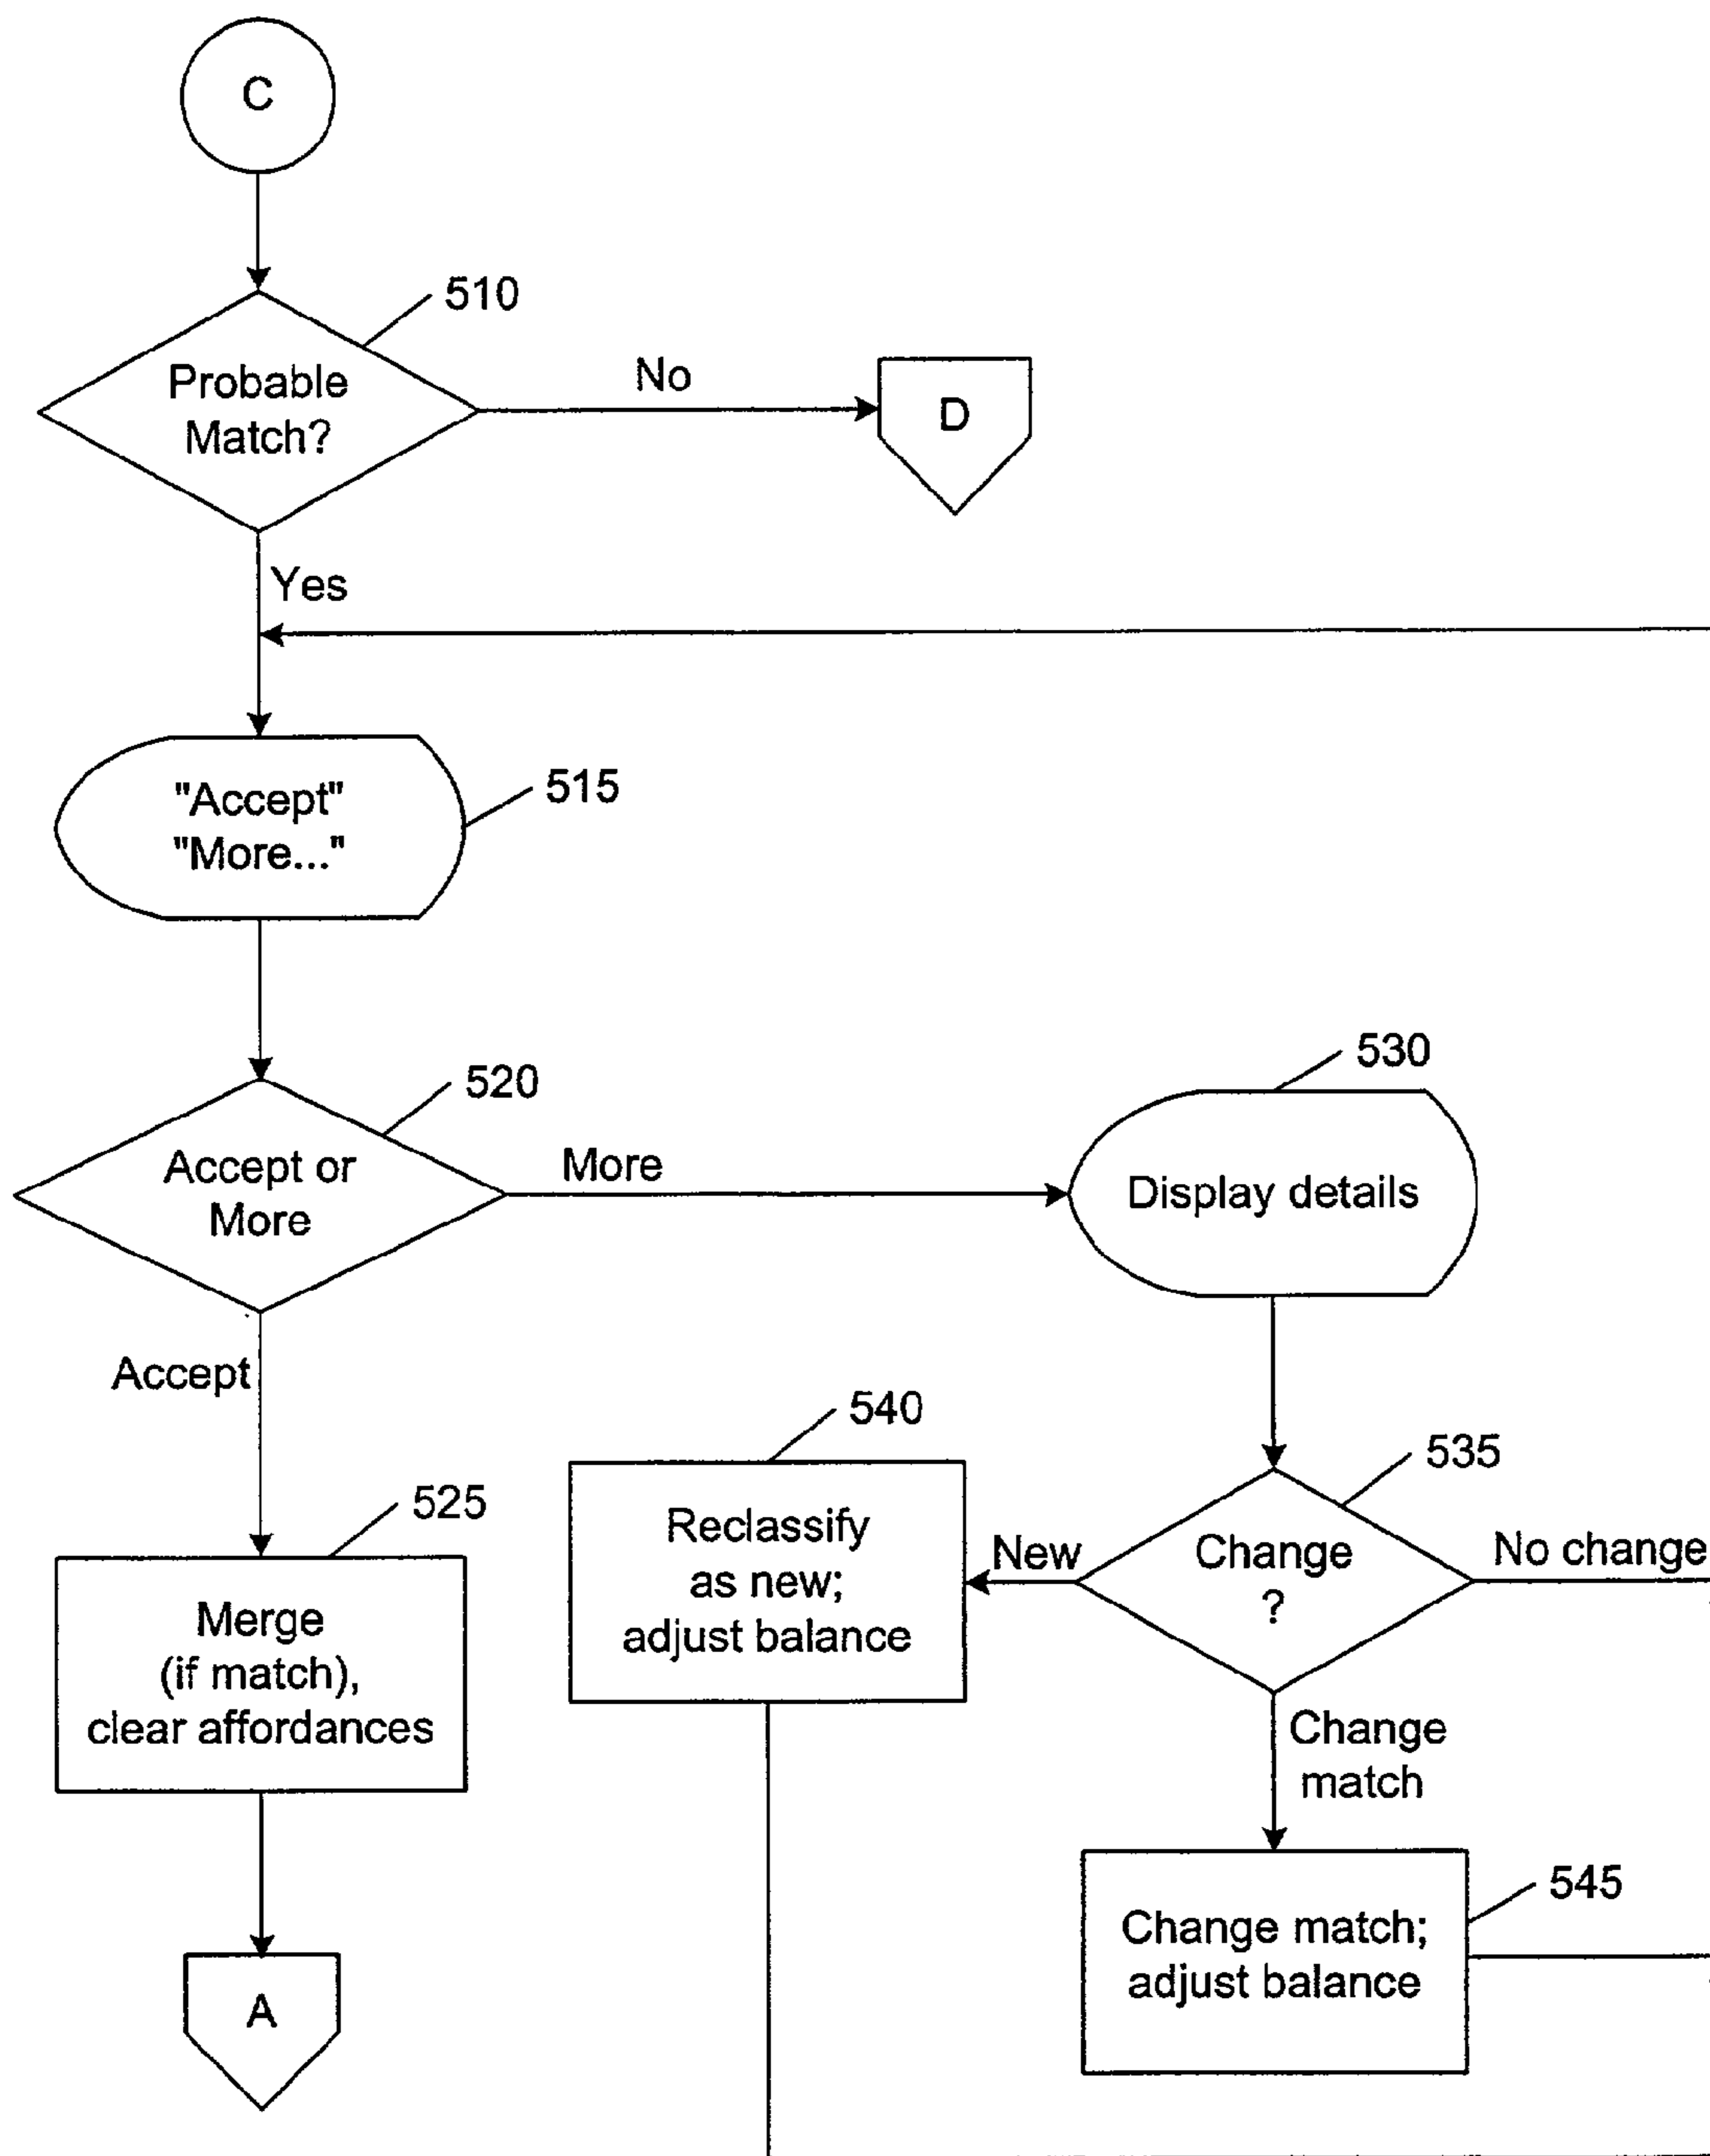 C
510
Probable
Match?
No
D
Yes
"Accept"
"More..."
515
520
Accept or
More
More
530
Display details
Accept
540
Reclassify
as new;
adjust balance
New
535
Change
?
No change
525
Merge
(if match),
clear affordances
Change
match
545
Change match;
adjust balance
A